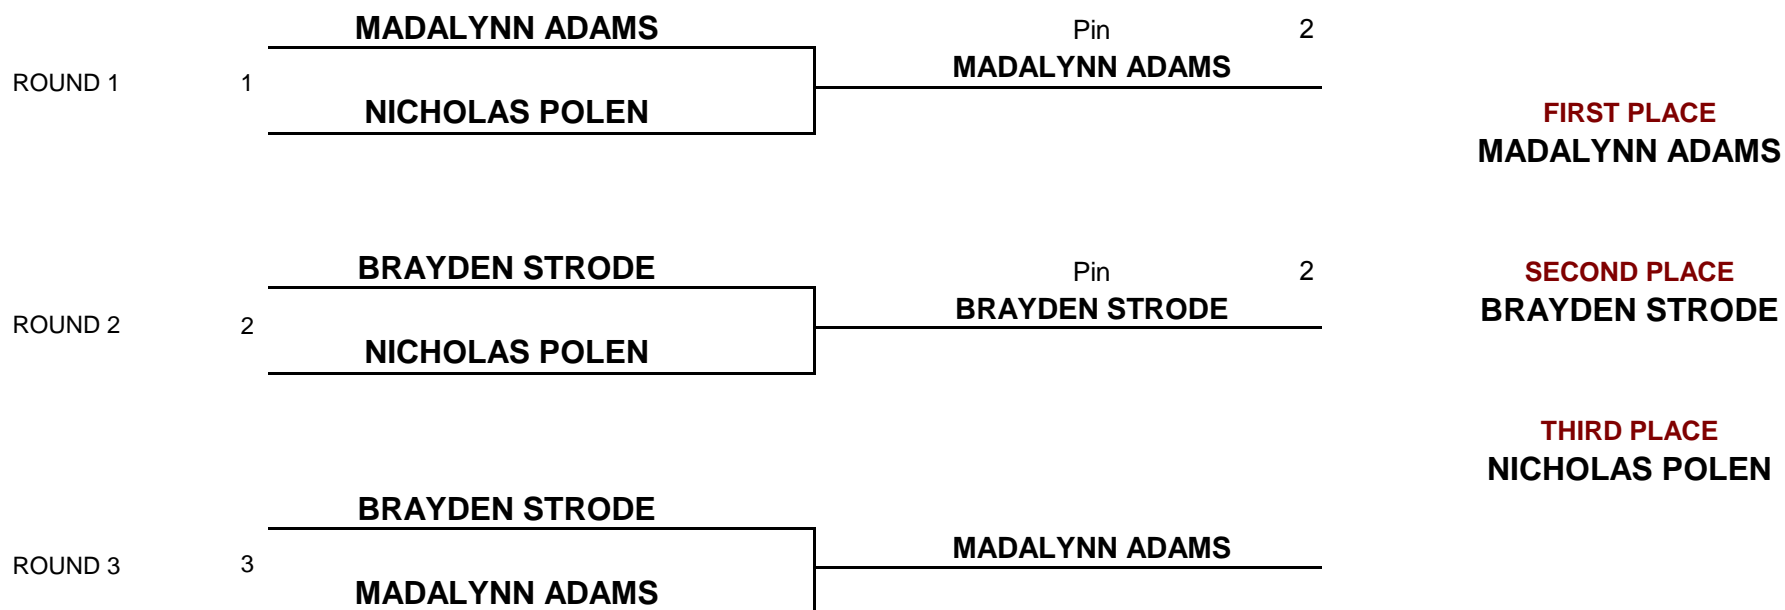 MADALYNN ADAMS
Pin 2
ROUND 1 1
MADALYNN ADAMS
NICHOLAS POLEN
FIRST PLACE
MADALYNN ADAMS
BRAYDEN STRODE
Pin 2
SECOND PLACE
ROUND 2 2
BRAYDEN STRODE
BRAYDEN STRODE
NICHOLAS POLEN
THIRD PLACE
NICHOLAS POLEN
BRAYDEN STRODE
ROUND 3 3
MADALYNN ADAMS
MADALYNN ADAMS